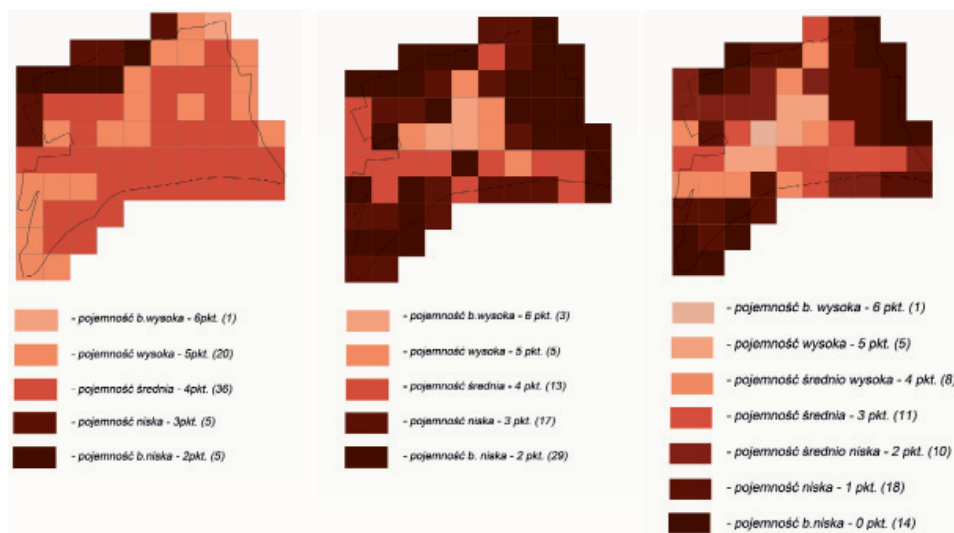 - pojemność b.wysoka - 6pkt. (1)
- pojemność wysoka - 5pkt. (20)
- pojemność średnia - 4pkt. (36)
- pojemność niska - 3pkt. (5)
- pojemność b.niska - 2pkt. (5)
- pojemność b.wysoka - 6 pkt. (3)
- pojemność wysoka - 5 pkt. (5)
- pojemność średnia - 4 pkt. (13)
- pojemność niska - 3 pkt. (17)
- pojemność b. niska - 2 pkt. (29)
- pojemność b. wysoka - 6 pkt. (1)
- pojemność wysoka - 5 pkt. (5)
- pojemność średnio wysoka - 4 pkt. (8)
- pojemność średnia - 3 pkt. (11)
- pojemność średnio niska - 2 pkt. (10)
- pojemność niska - 1 pkt. (18)
- pojemność b.niska - 0 pkt. (14)